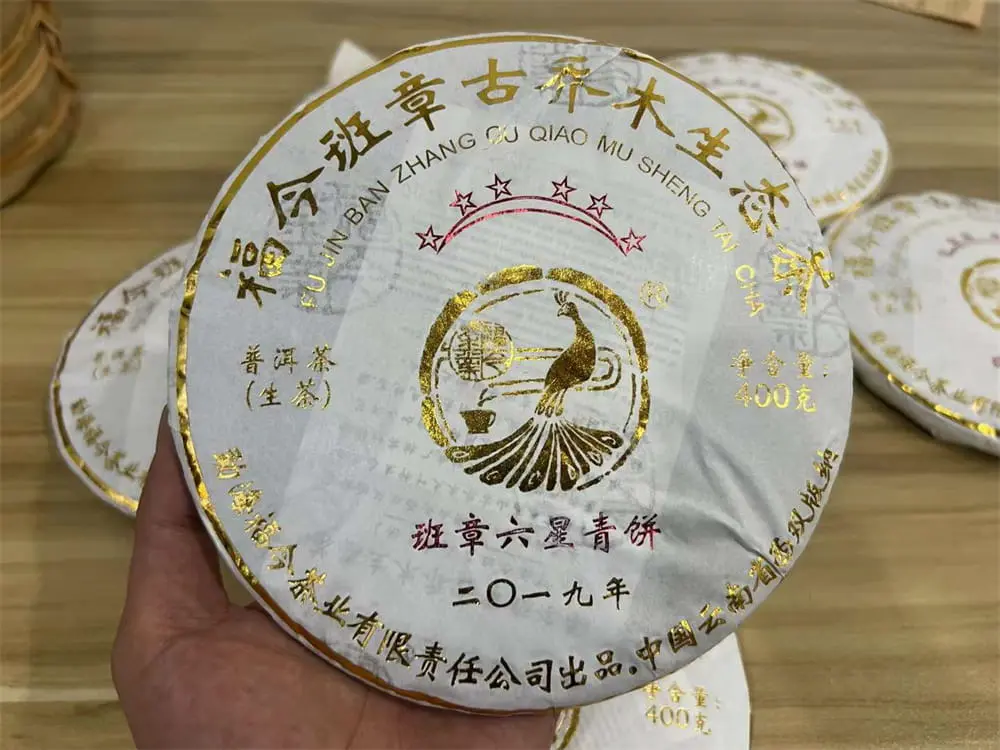 福今班章古乔木生态茶
FU JIN BAN ZHANG GU QIAO MU SHENG TAI CHA
®
普洱茶
(生茶)
净含量:
400克
班章六星青饼
二〇一九年
勐海福今茶业有限责任公司出品.中国云南省西双版纳
净含量:
400克